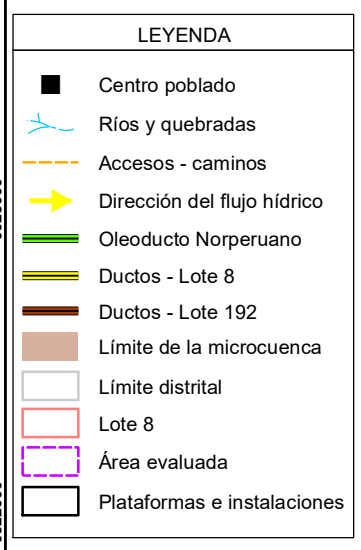 LEYENDA
Centro poblado
Ríos y quebradas
Accesos - caminos
Dirección del flujo hídrico
Oleoducto Norperuano
Ductos - Lote 8
Ductos - Lote 192
Límite de la microcuenca
Límite distrital
Lote 8
Área evaluada
Plataformas e instalaciones